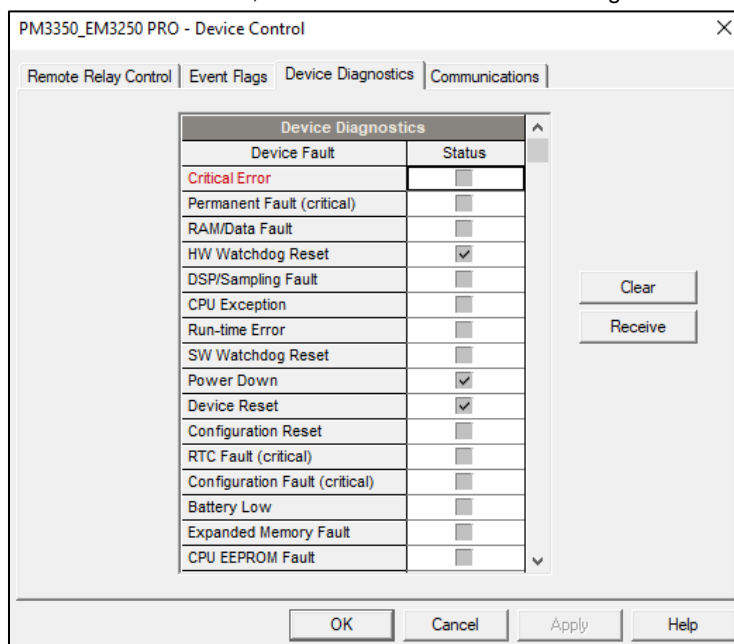 PM3350_EM3250 PRO - Device Control
Remote Relay Control Event Flags Device Diagnostics Communications
Device Diagnostics
Device Fault Status
Critical Error
Permanent Fault (critical)
RAM/Data Fault
HW Watchdog Reset
DSP/Sampling Fault
Clear
CPU Exception
Run-time Error
Receive
SW Watchdog Reset
Power Down
Device Reset
Configuration Reset
RTC Fault (critical)
Configuration Fault (critical)
Battery Low
Expanded Memory Fault
CPU EEPROM Fault
OK Cancel Apply Help